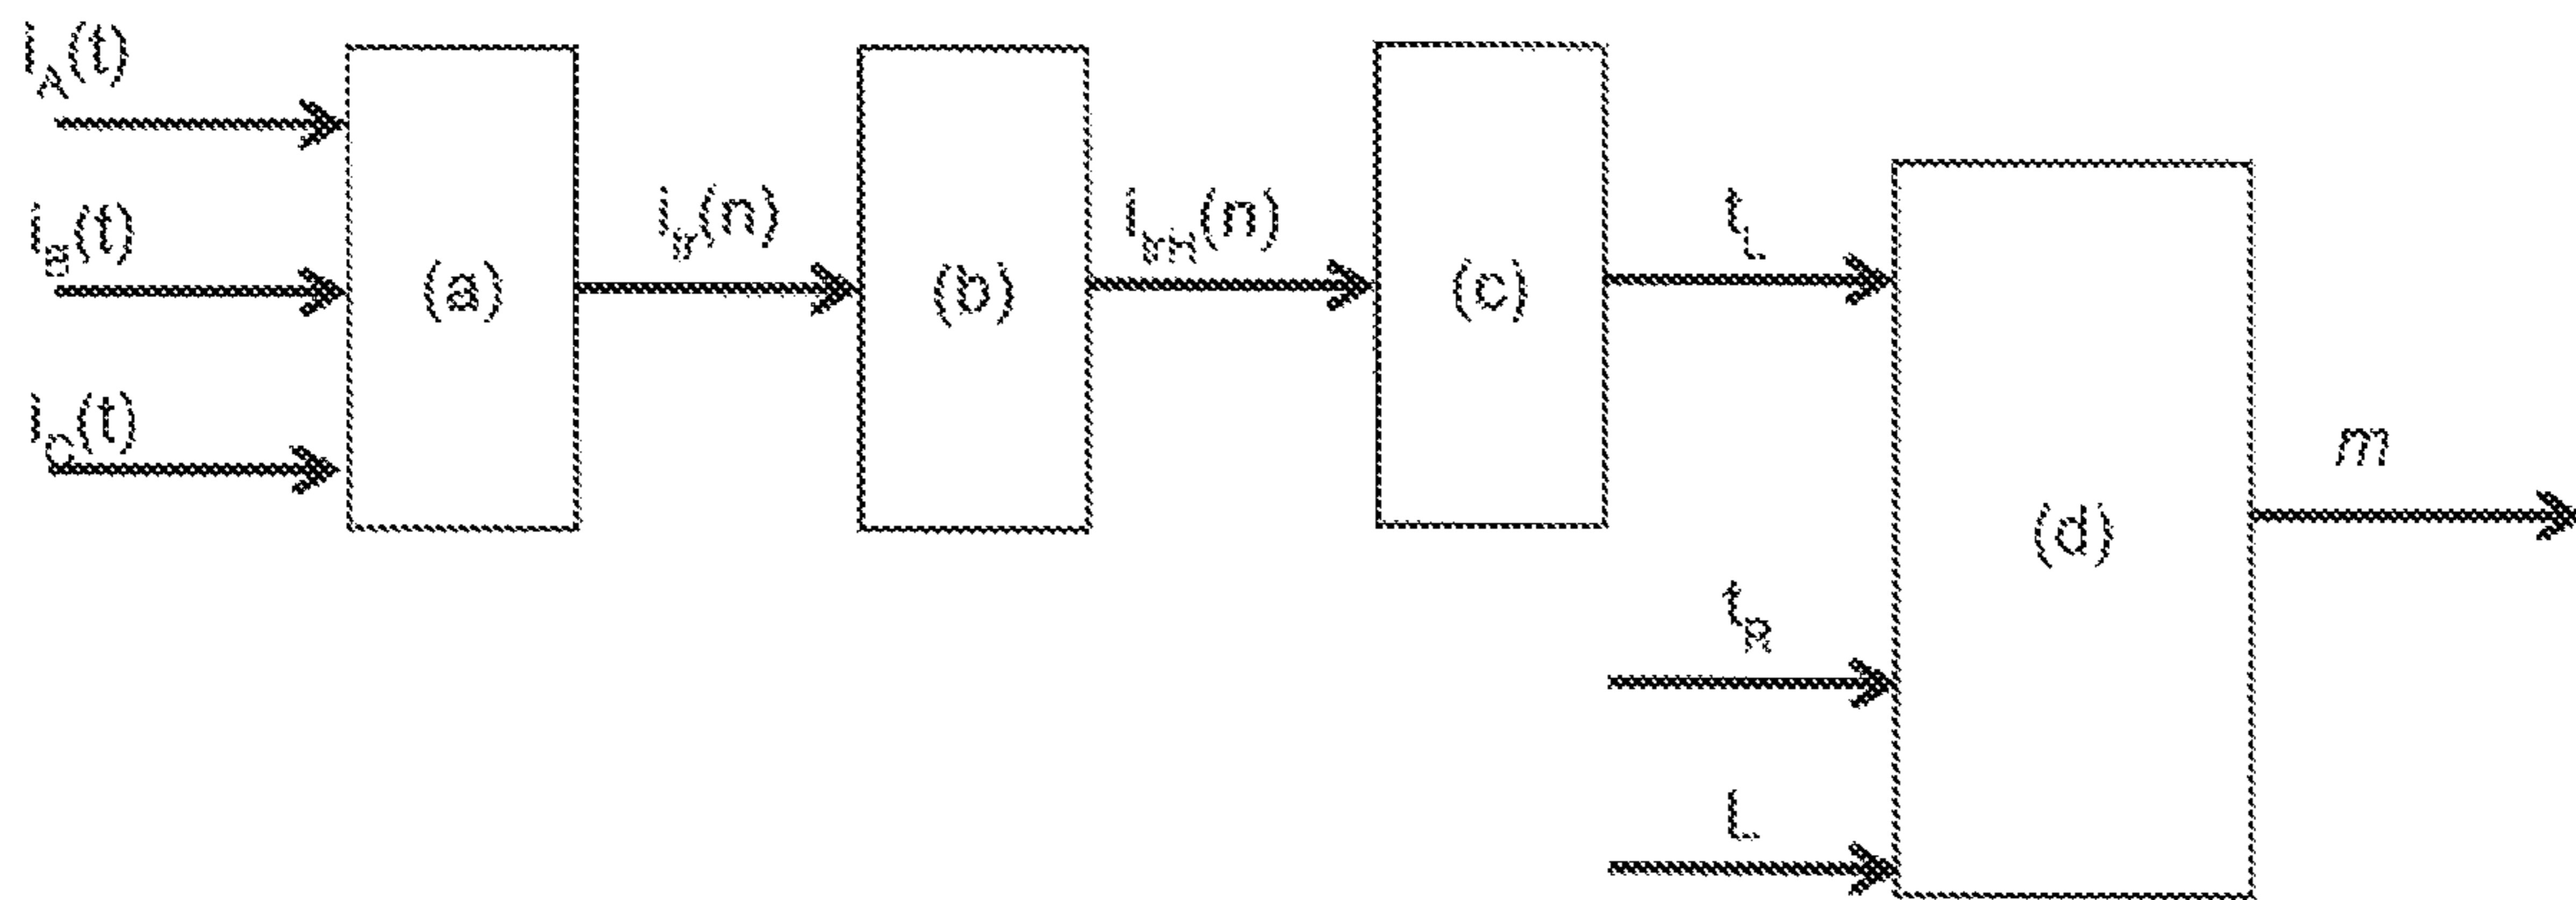 i_A(t)
i_B(t)
i_C(t)
(a)
i_tr(n)
(b)
i_trH(n)
(c)
t_L
t_R
L
(d)
m